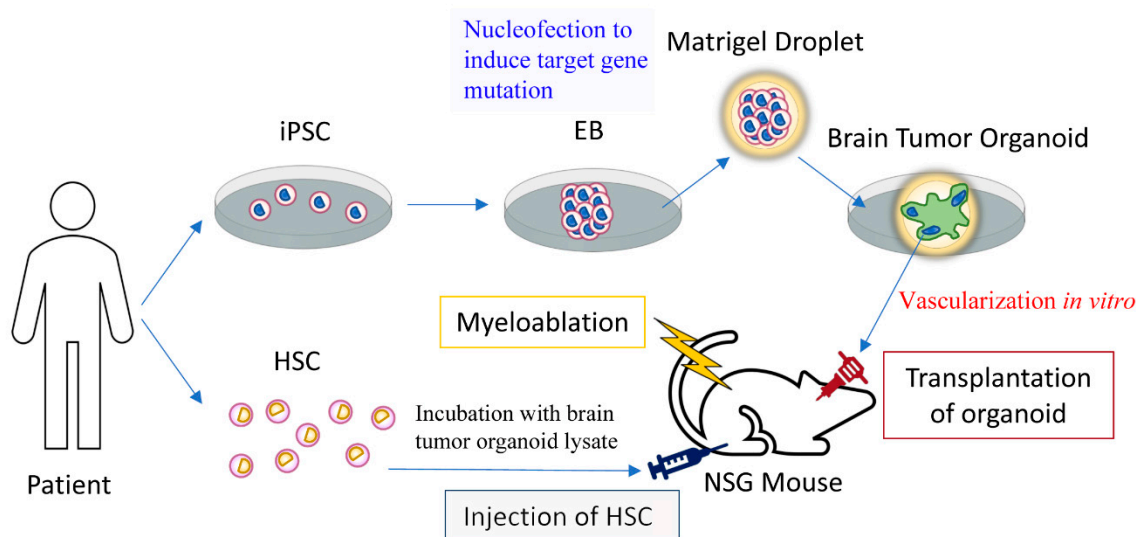 Nucleofection to
induce target gene
mutation
Matrigel Droplet
iPSC
EB
Brain Tumor Organoid
Vascularization in vitro
Myeloablation
HSC
Incubation with brain
tumor organoid lysate
Transplantation
of organoid
Patient
NSG Mouse
Injection of HSC